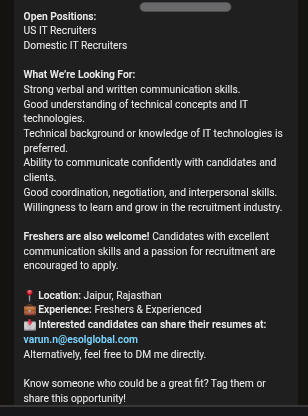 Open Positions:
US IT Recruiters
Domestic IT Recruiters
What We're Looking For:
Strong verbal and written communication skills.
Good understanding of technical concepts and IT
technologies.
Technical background or knowledge of IT technologies is
preferred.
Ability to communicate confidently with candidates and
clients.
Good coordination, negotiation, and interpersonal skills.
Willingness to learn and grow in the recruitment industry.
Freshers are also welcome! Candidates with excellent
communication skills and a passion for recruitment are
encouraged to apply.
📍 Location: Jaipur, Rajasthan
💼 Experience: Freshers & Experienced
📩 Interested candidates can share their resumes at:
varun.n@esolglobal.com
Alternatively, feel free to DM me directly.
Know someone who could be a great fit? Tag them or
share this opportunity!